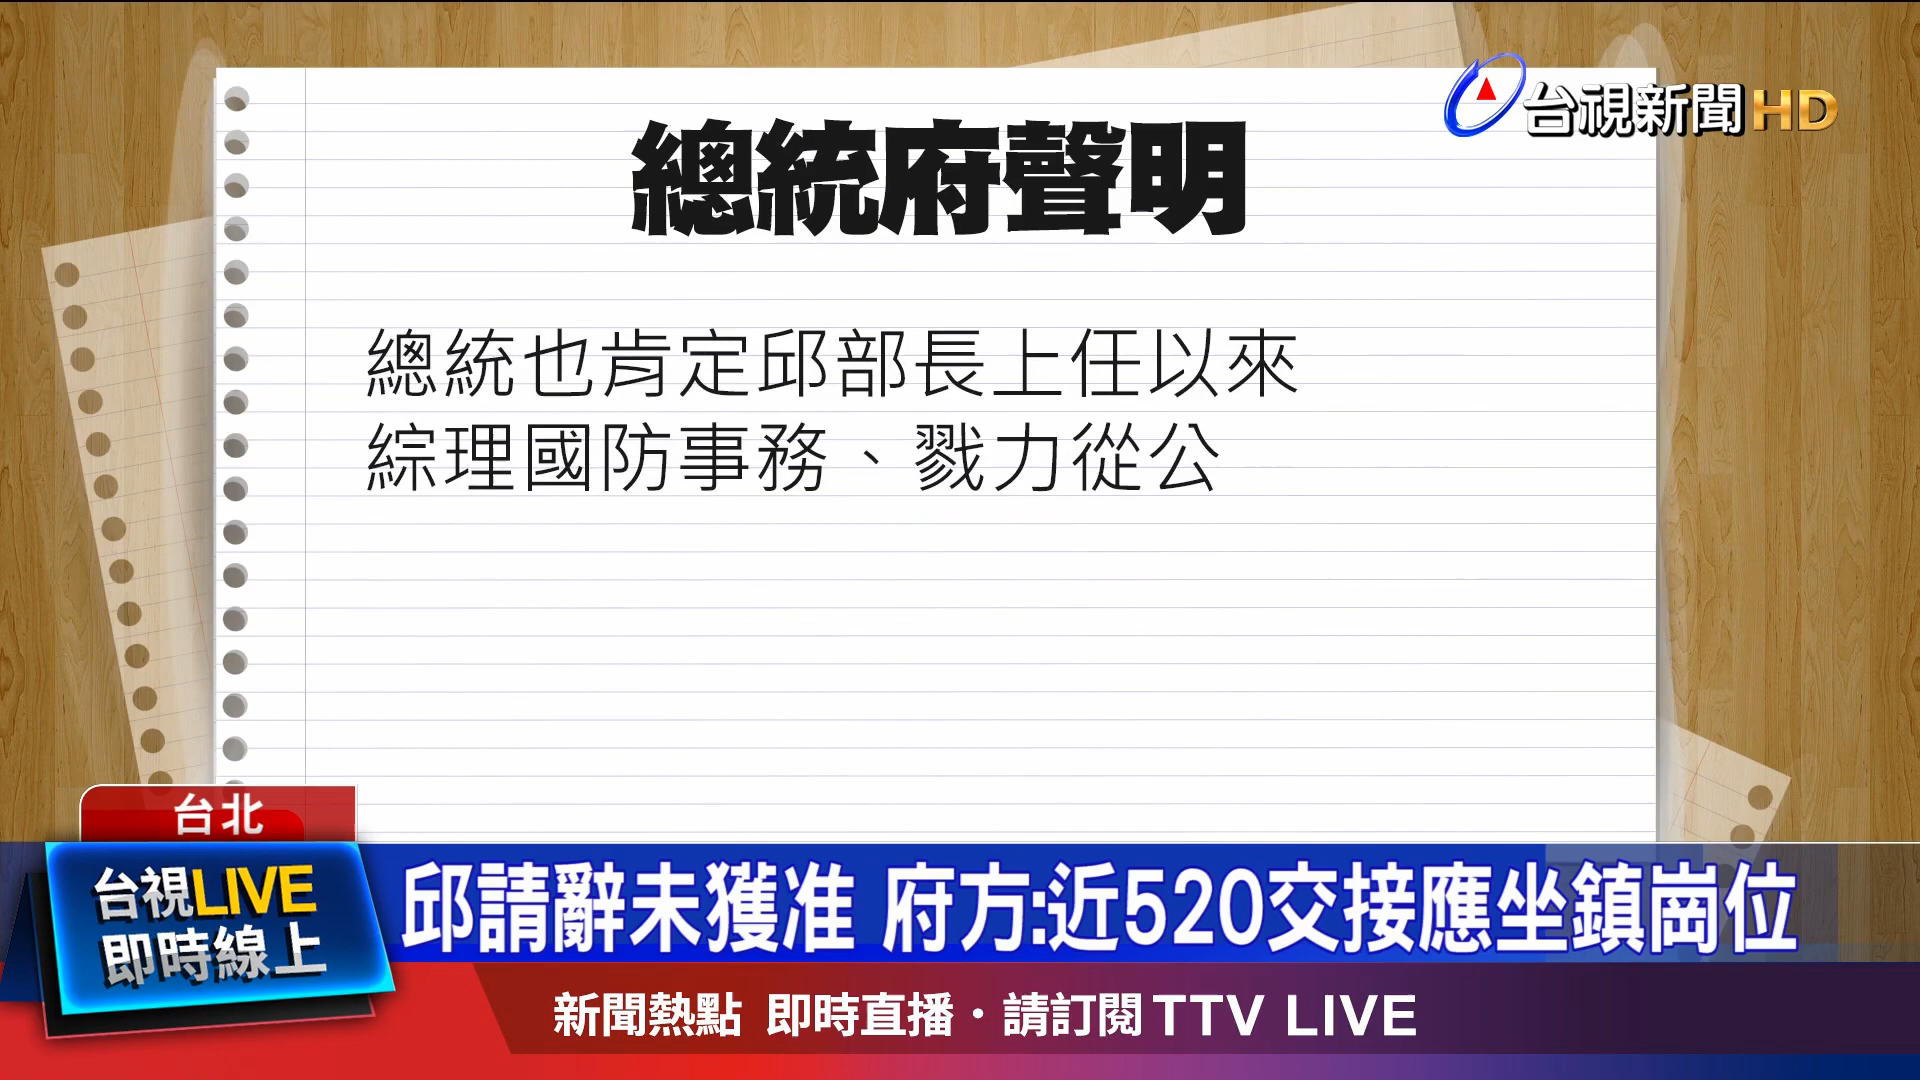 台視新聞HD
總統府聲明
總統也肯定邱部長上任以來
綜理國防事務、戮力從公
台北
台視LIVE
即時線上
邱請辭未獲准 府方:近520交接應坐鎮崗位
新聞熱點 即時直播·請訂閱TTV LIVE